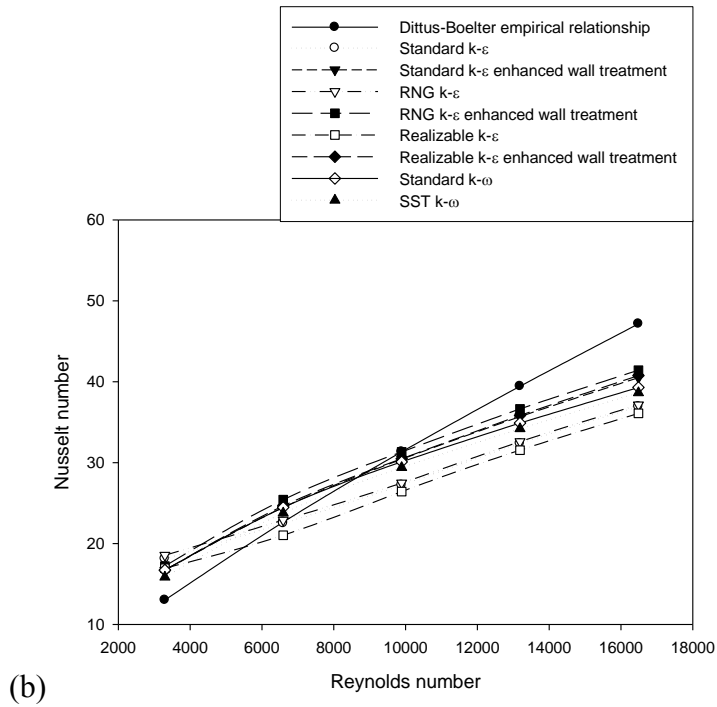 Dittus-Boelter empirical relationship
Standard k-ε
Standard k-ε enhanced wall treatment
RNG k-ε
RNG k-ε enhanced wall treatment
Realizable k-ε
Realizable k-ε enhanced wall treatment
Standard k-ω
SST k-ω
60
50
40
30
20
10
Nusselt number
2000 4000 6000 8000 10000 12000 14000 16000 18000
Reynolds number
(b)